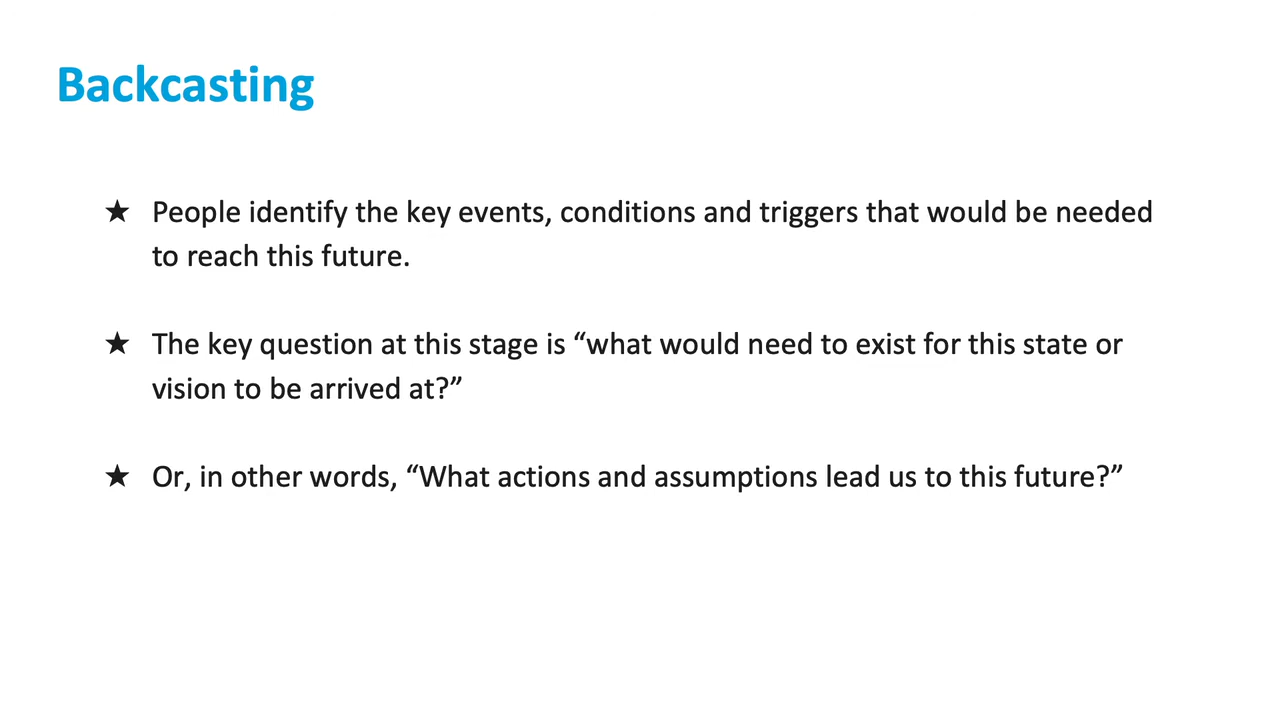 Backcasting
★ People identify the key events, conditions and triggers that would be needed
to reach this future.
★ The key question at this stage is “what would need to exist for this state or
vision to be arrived at?”
★ Or, in other words, “What actions and assumptions lead us to this future?”